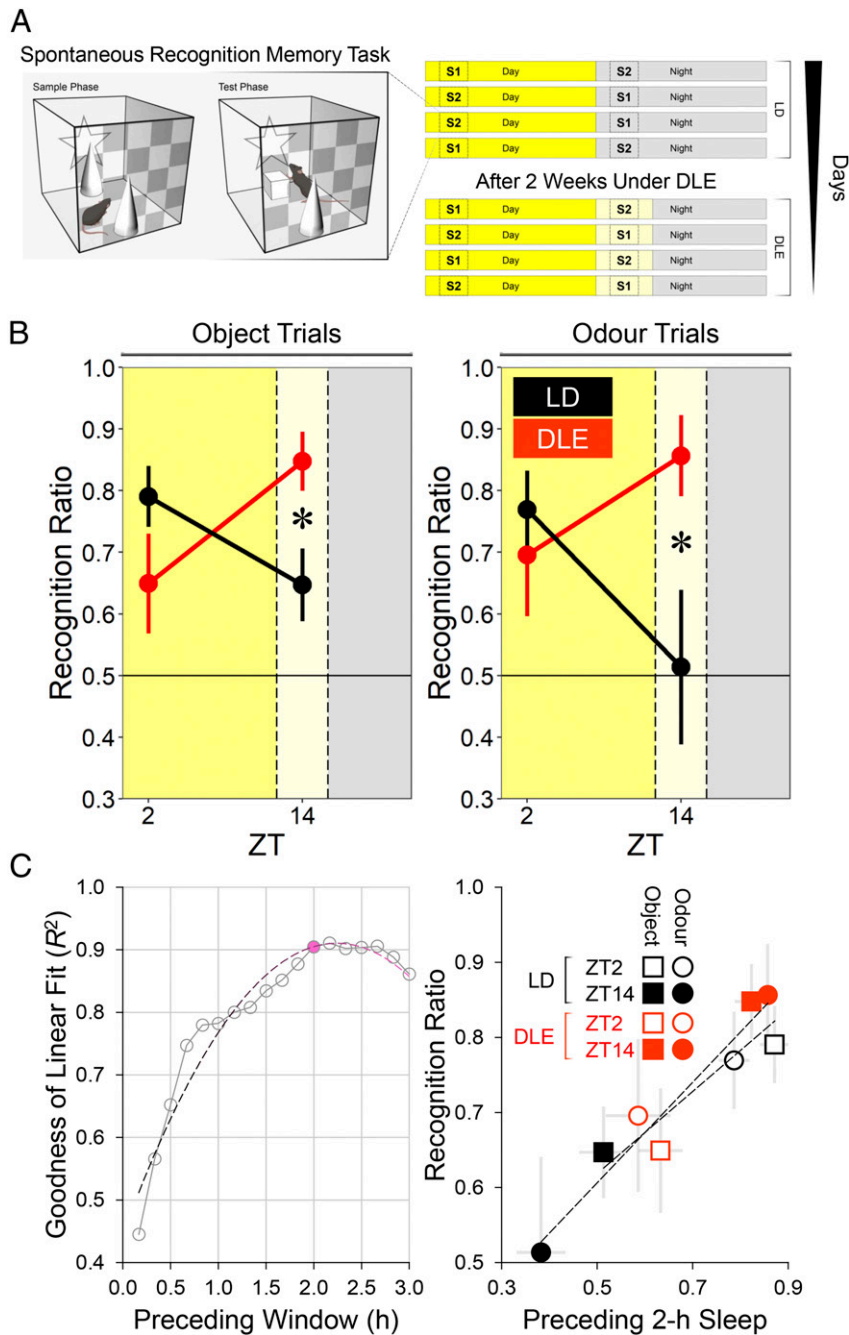 A
Spontaneous Recognition Memory Task
Sample Phase
Test Phase
S1 Day S2 Night
S2 Day S1 Night
S2 Day S1 Night
S1 Day S2 Night
LD
After 2 Weeks Under DLE
S1 Day S2 Night
S2 Day S1 Night
S1 Day S2 Night
S2 Day S1 Night
DLE
Days
B
Object Trials
Recognition Ratio
1.0
0.9
0.8
0.7
0.6
0.5
0.4
0.3
*
2 14
ZT
Odour Trials
LD
DLE
Recognition Ratio
1.0
0.9
0.8
0.7
0.6
0.5
0.4
0.3
*
2 14
ZT
C
Goodness of Linear Fit (R²)
1.0
0.9
0.8
0.7
0.6
0.5
0.4
0.0 0.5 1.0 1.5 2.0 2.5 3.0
Preceding Window (h)
Recognition Ratio
1.0
0.9
0.8
0.7
0.6
0.5
Object
Odour
LD
ZT2
ZT14
DLE
ZT2
ZT14
0.3 0.5 0.7 0.9
Preceding 2-h Sleep